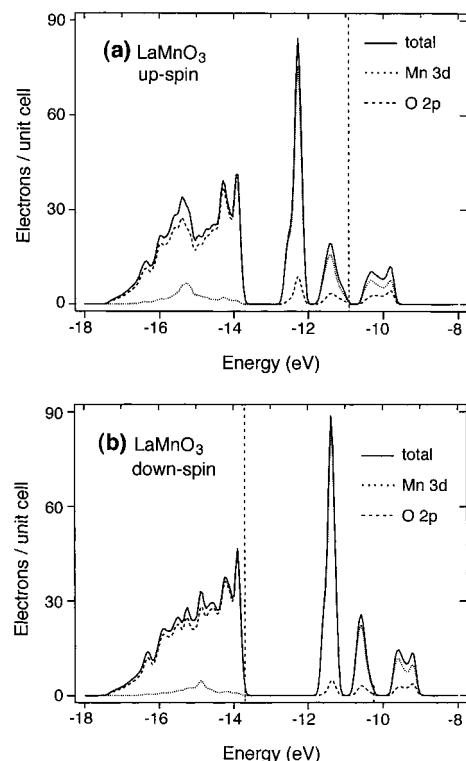 90
(a) LaMnO3
up-spin
total
Mn 3d
O 2p
60
30
0
Electrons / unit cell
-18 -16 -14 -12 -10 -8
Energy (eV)
90
(b) LaMnO3
down-spin
total
Mn 3d
O 2p
60
30
0
Electrons / unit cell
-18 -16 -14 -12 -10 -8
Energy (eV)